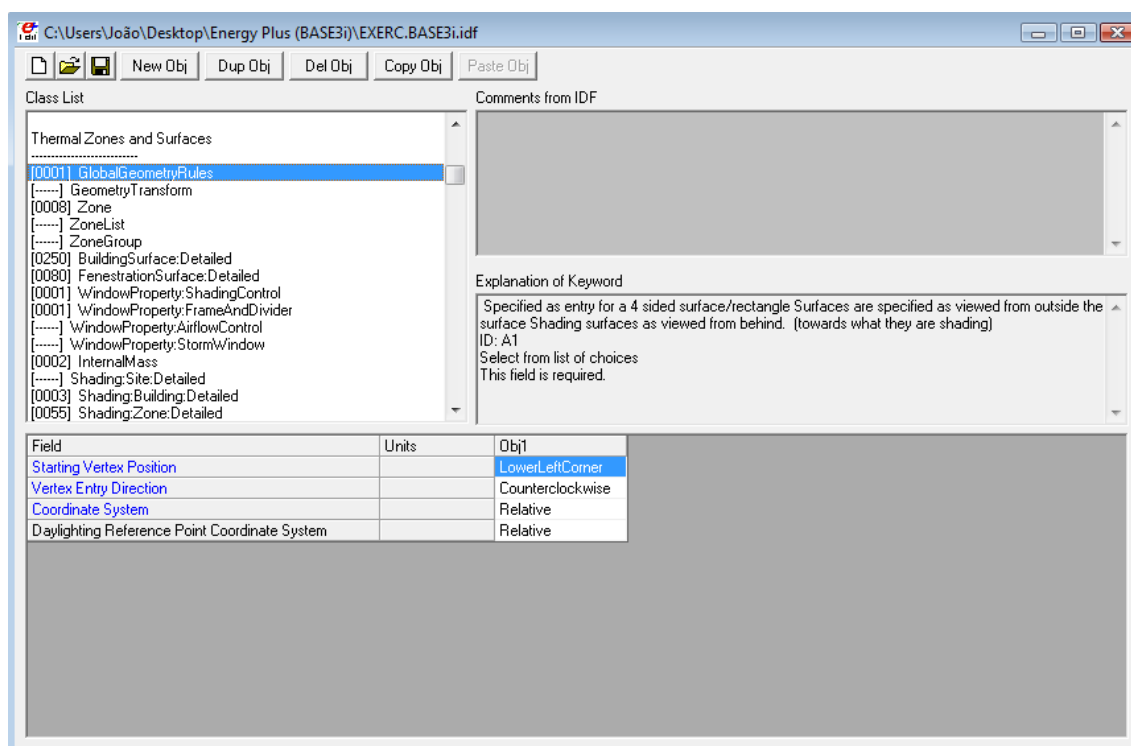 C:\Users\João\Desktop\Energy Plus (BASE3i)\EXERC.BASE3i.idf
New Obj Dup Obj Del Obj Copy Obj Paste Obj
Class List
Comments from IDF
Thermal Zones and Surfaces
---------------------------
[0001] GlobalGeometryRules
[------] GeometryTransform
[0008] Zone
[------] ZoneList
[------] ZoneGroup
[0250] BuildingSurface:Detailed
[0080] FenestrationSurface:Detailed
[0001] WindowProperty:ShadingControl
[0001] WindowProperty:FrameAndDivider
[------] WindowProperty:AirflowControl
[------] WindowProperty:StormWindow
[0002] InternalMass
[------] Shading:Site:Detailed
[0003] Shading:Building:Detailed
[0055] Shading:Zone:Detailed
Explanation of Keyword
Specified as entry for a 4 sided surface/rectangle Surfaces are specified as viewed from outside the
surface Shading surfaces as viewed from behind. (towards what they are shading)
ID: A1
Select from list of choices
This field is required.
Field Units Obj1
Starting Vertex Position LowerLeftCorner
Vertex Entry Direction Counterclockwise
Coordinate System Relative
Daylighting Reference Point Coordinate System Relative